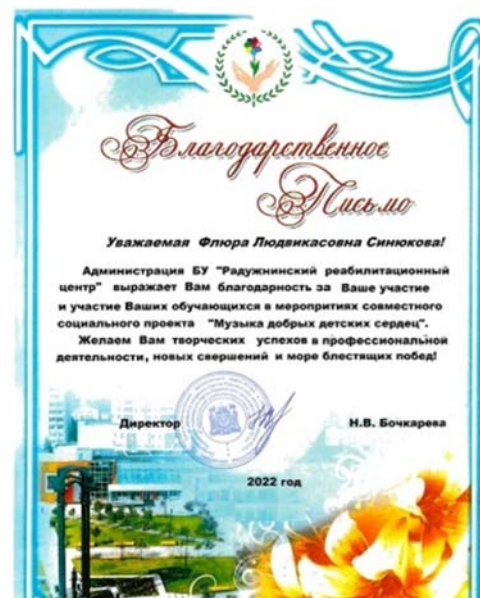 Благодарственное
Письмо
Уважаемая Флюра Людвикасовна Синюкова!
Администрация БУ "Радужнинский реабилитационный
центр" выражает Вам благодарность за Ваше участие
и участие Ваших обучающихся в меропритиях совместного
социального проекта "Музыка добрых детских сердец".
Желаем Вам творческих успехов в профессиональной
деятельности, новых свершений и море блестящих побед!
Директор Н.В. Бочкарева
2022 год